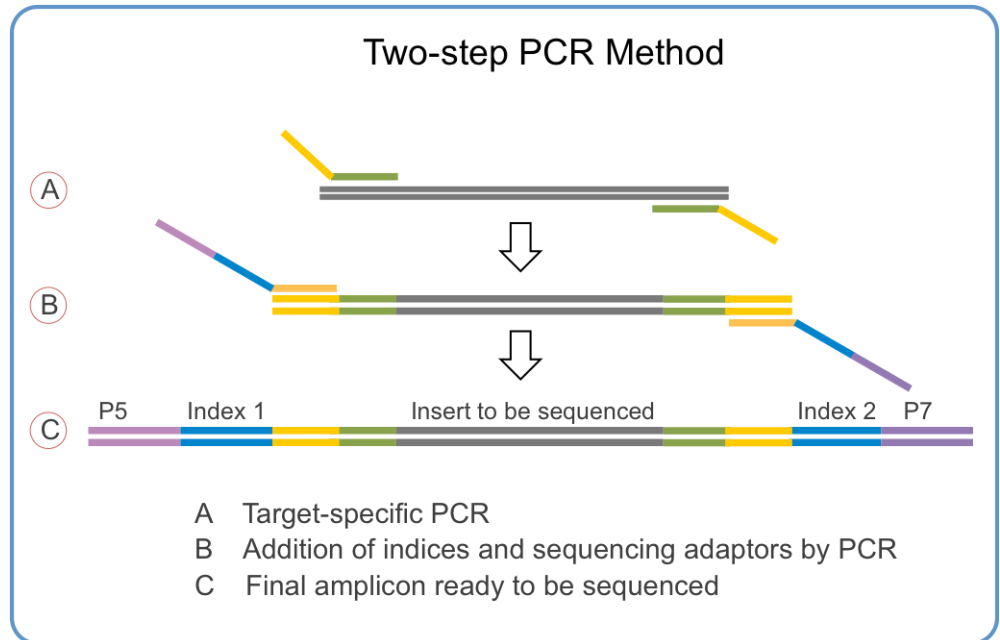 Two-step PCR Method
A
B
P5 Index 1 Insert to be sequenced Index 2 P7
C
A Target-specific PCR
B Addition of indices and sequencing adaptors by PCR
C Final amplicon ready to be sequenced